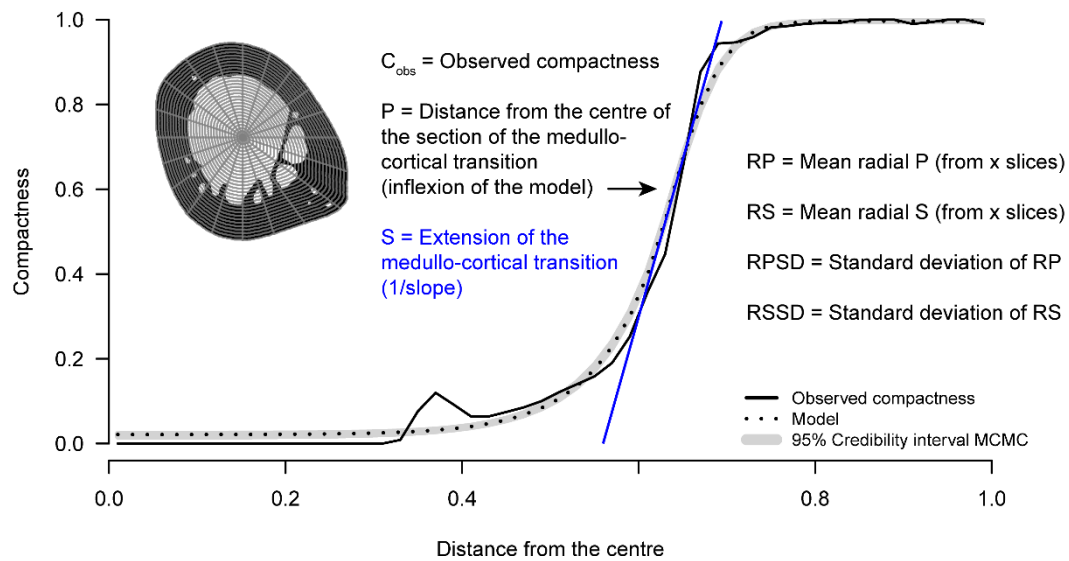 1.0
0.8
0.6
0.4
0.2
0.0
Compactness
C obs = Observed compactness
P = Distance from the centre of
the section of the medullo-
cortical transition
(inflexion of the model)
S = Extension of the
medullo-cortical transition
(1/slope)
RP = Mean radial P (from x slices)
RS = Mean radial S (from x slices)
RPSD = Standard deviation of RP
RSSD = Standard deviation of RS
Observed compactness
Model
95% Credibility interval MCMC
0.0 0.2 0.4 0.8 1.0
Distance from the centre